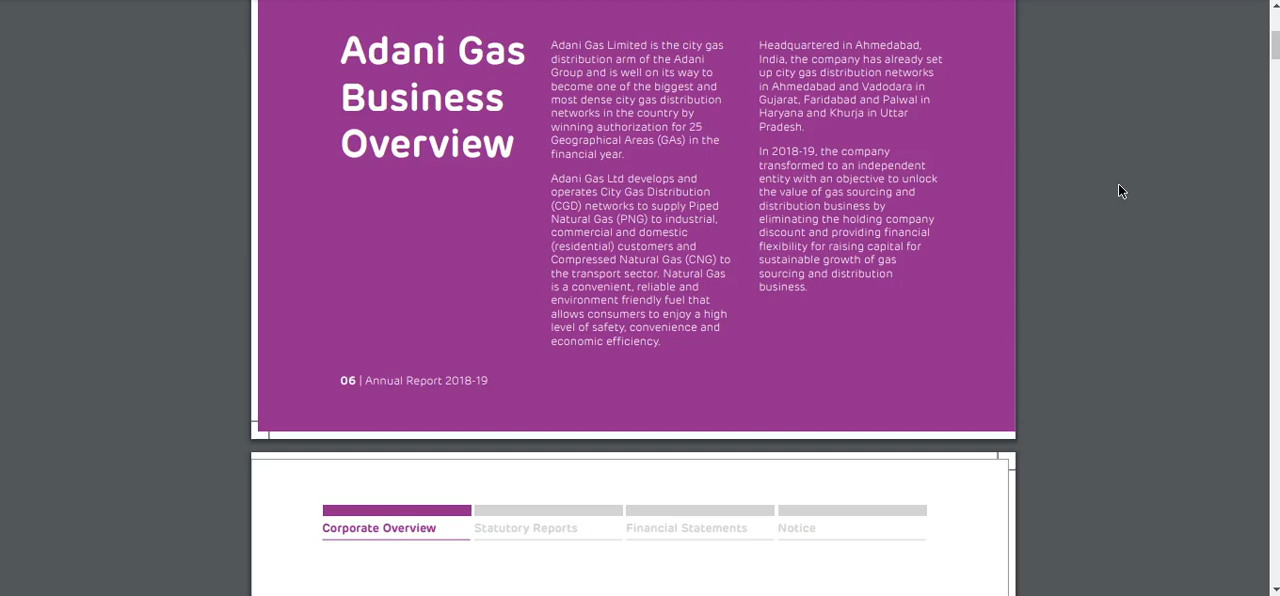 Adani Gas
Business
Overview
Adani Gas Limited is the city gas
distribution arm of the Adani
Group and is well on its way to
become one of the biggest and
most dense city gas distribution
networks in the country by
winning authorization for 25
Geographical Areas (GAs) in the
financial year.
Adani Gas Ltd develops and
operates City Gas Distribution
(CGD) networks to supply Piped
Natural Gas (PNG) to industrial,
commercial and domestic
(residential) customers and
Compressed Natural Gas (CNG) to
the transport sector. Natural Gas
is a convenient, reliable and
environment friendly fuel that
allows consumers to enjoy a high
level of safety, convenience and
economic efficiency.
Headquartered in Ahmedabad,
India, the company has already set
up city gas distribution networks
in Ahmedabad and Vadodara in
Gujarat, Faridabad and Palwal in
Haryana and Khurja in Uttar
Pradesh.
In 2018-19, the company
transformed to an independent
entity with an objective to unlock
the value of gas sourcing and
distribution business by
eliminating the holding company
discount and providing financial
flexibility for raising capital for
sustainable growth of gas
sourcing and distribution
business.
06 | Annual Report 2018-19
Corporate Overview
Statutory Reports
Financial Statements
Notice